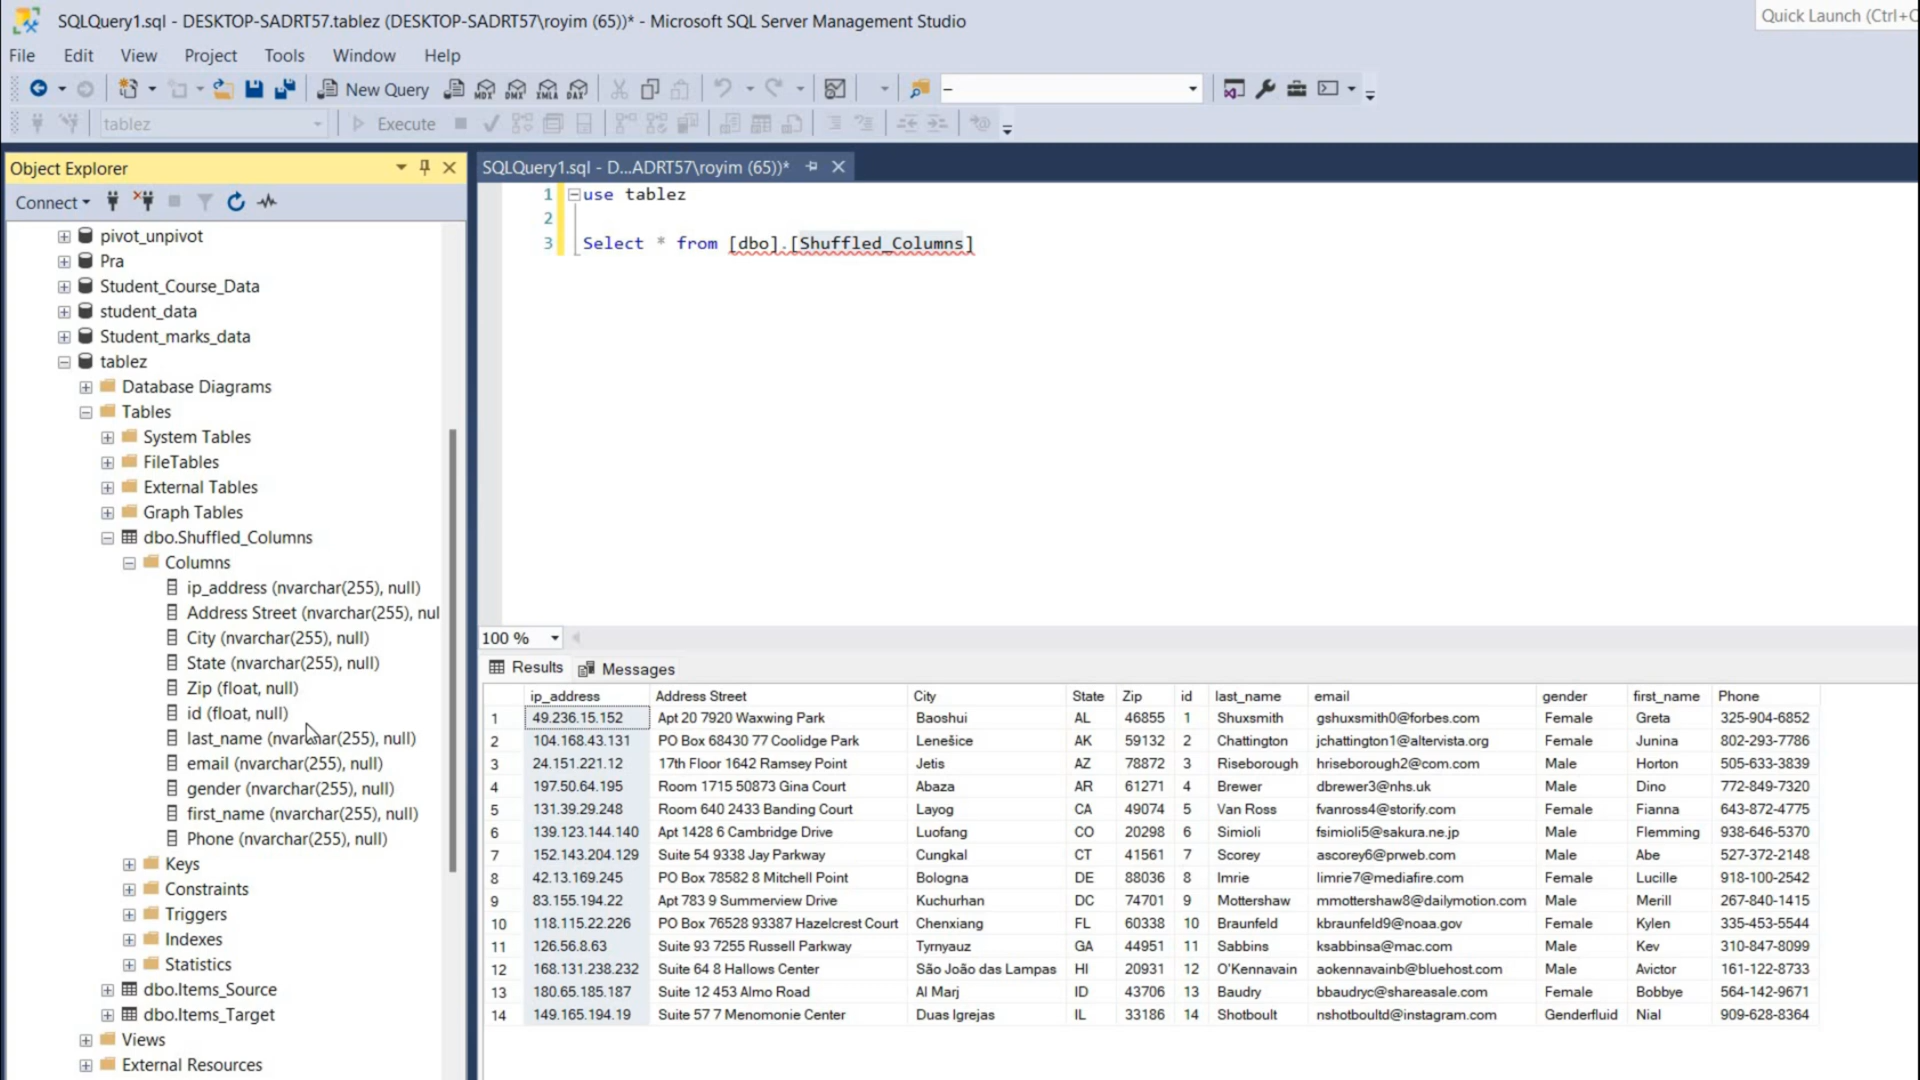 SQLQuery1.sql - DESKTOP-SADRT57.tablez (DESKTOP-SADRT57\royim (65))* - Microsoft SQL Server Management Studio
Quick Launch (Ctrl+
File Edit View Project Tools Window Help
New Query MDX DMX XMLA DAX
tablez Execute
Object Explorer
SQLQuery1.sql - D...ADRT57\royim (65))*
Connect
pivot_unpivot
Pra
Student_Course_Data
student_data
Student_marks_data
tablez
Database Diagrams
Tables
System Tables
FileTables
External Tables
Graph Tables
dbo.Shuffled_Columns
Columns
ip_address (nvarchar(255), null)
Address Street (nvarchar(255), nul
City (nvarchar(255), null)
State (nvarchar(255), null)
Zip (float, null)
id (float, null)
last_name (nvarchar(255), null)
email (nvarchar(255), null)
gender (nvarchar(255), null)
first_name (nvarchar(255), null)
Phone (nvarchar(255), null)
Keys
Constraints
Triggers
Indexes
Statistics
dbo.Items_Source
dbo.Items_Target
Views
External Resources
1 use tablez
2
3 Select * from [dbo].[Shuffled_Columns]
100 %
Results Messages
ip_address Address Street City State Zip id last_name email gender first_name Phone
1 49.236.15.152 Apt 20 7920 Waxwing Park Baoshui AL 46855 1 Shuxsmith gshuxsmith0@forbes.com Female Greta 325-904-6852
2 104.168.43.131 PO Box 68430 77 Coolidge Park Lenešice AK 59132 2 Chattington jchattington1@altervista.org Female Junina 802-293-7786
3 24.151.221.12 17th Floor 1642 Ramsey Point Jetis AZ 78872 3 Riseborough hriseborough2@com.com Male Horton 505-633-3839
4 197.50.64.195 Room 1715 50873 Gina Court Abaza AR 61271 4 Brewer dbrewer3@nhs.uk Male Dino 772-849-7320
5 131.39.29.248 Room 640 2433 Banding Court Layog CA 49074 5 Van Ross fvanross4@storify.com Female Fianna 643-872-4775
6 139.123.144.140 Apt 1428 6 Cambridge Drive Luofang CO 20298 6 Simioli fsimioli5@sakura.ne.jp Male Flemming 938-646-5370
7 152.143.204.129 Suite 54 9338 Jay Parkway Cungkal CT 41561 7 Scorey ascorey6@prweb.com Male Abe 527-372-2148
8 42.13.169.245 PO Box 78582 8 Mitchell Point Bologna DE 88036 8 Imrie limrie7@mediafire.com Female Lucille 918-100-2542
9 83.155.194.22 Apt 783 9 Summerview Drive Kuchurhan DC 74701 9 Mottershaw mmottershaw8@dailymotion.com Male Merill 267-840-1415
10 118.115.22.226 PO Box 76528 93387 Hazelcrest Court Chenxiang FL 60338 10 Braunfeld kbraunfeld9@noaa.gov Female Kylen 335-453-5544
11 126.56.8.63 Suite 93 7255 Russell Parkway Tyrnyauz GA 44951 11 Sabbins ksabbinsa@mac.com Male Kev 310-847-8099
12 168.131.238.232 Suite 64 8 Hallows Center São João das Lampas HI 20931 12 O'Kennavain aokennavainb@bluehost.com Male Avictor 161-122-8733
13 180.65.185.187 Suite 12 453 Almo Road Al Marj ID 43706 13 Baudry bbaudryc@shareasale.com Female Bobbye 564-142-9671
14 149.165.194.19 Suite 57 7 Menomonie Center Duas Igrejas IL 33186 14 Shotboult nshotboultd@instagram.com Genderfluid Nial 909-628-8364